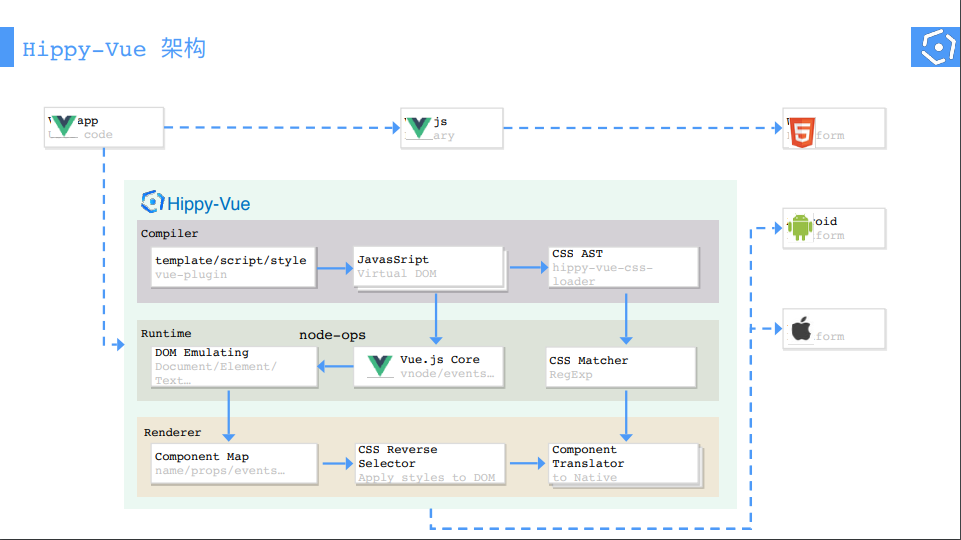 Hippy-Vue 架构
app
code
js
ary
form
Hippy-Vue
Compiler
template/script/style
vue-plugin
JavasSript
Virtual DOM
CSS AST
hippy-vue-css-
loader
oid
form
form
Runtime
node-ops
DOM Emulating
Document/Element/
Text…
Vue.js Core
vnode/events…
CSS Matcher
RegExp
Renderer
Component Map
name/props/events…
CSS Reverse
Selector
Apply styles to DOM
Component
Translator
to Native